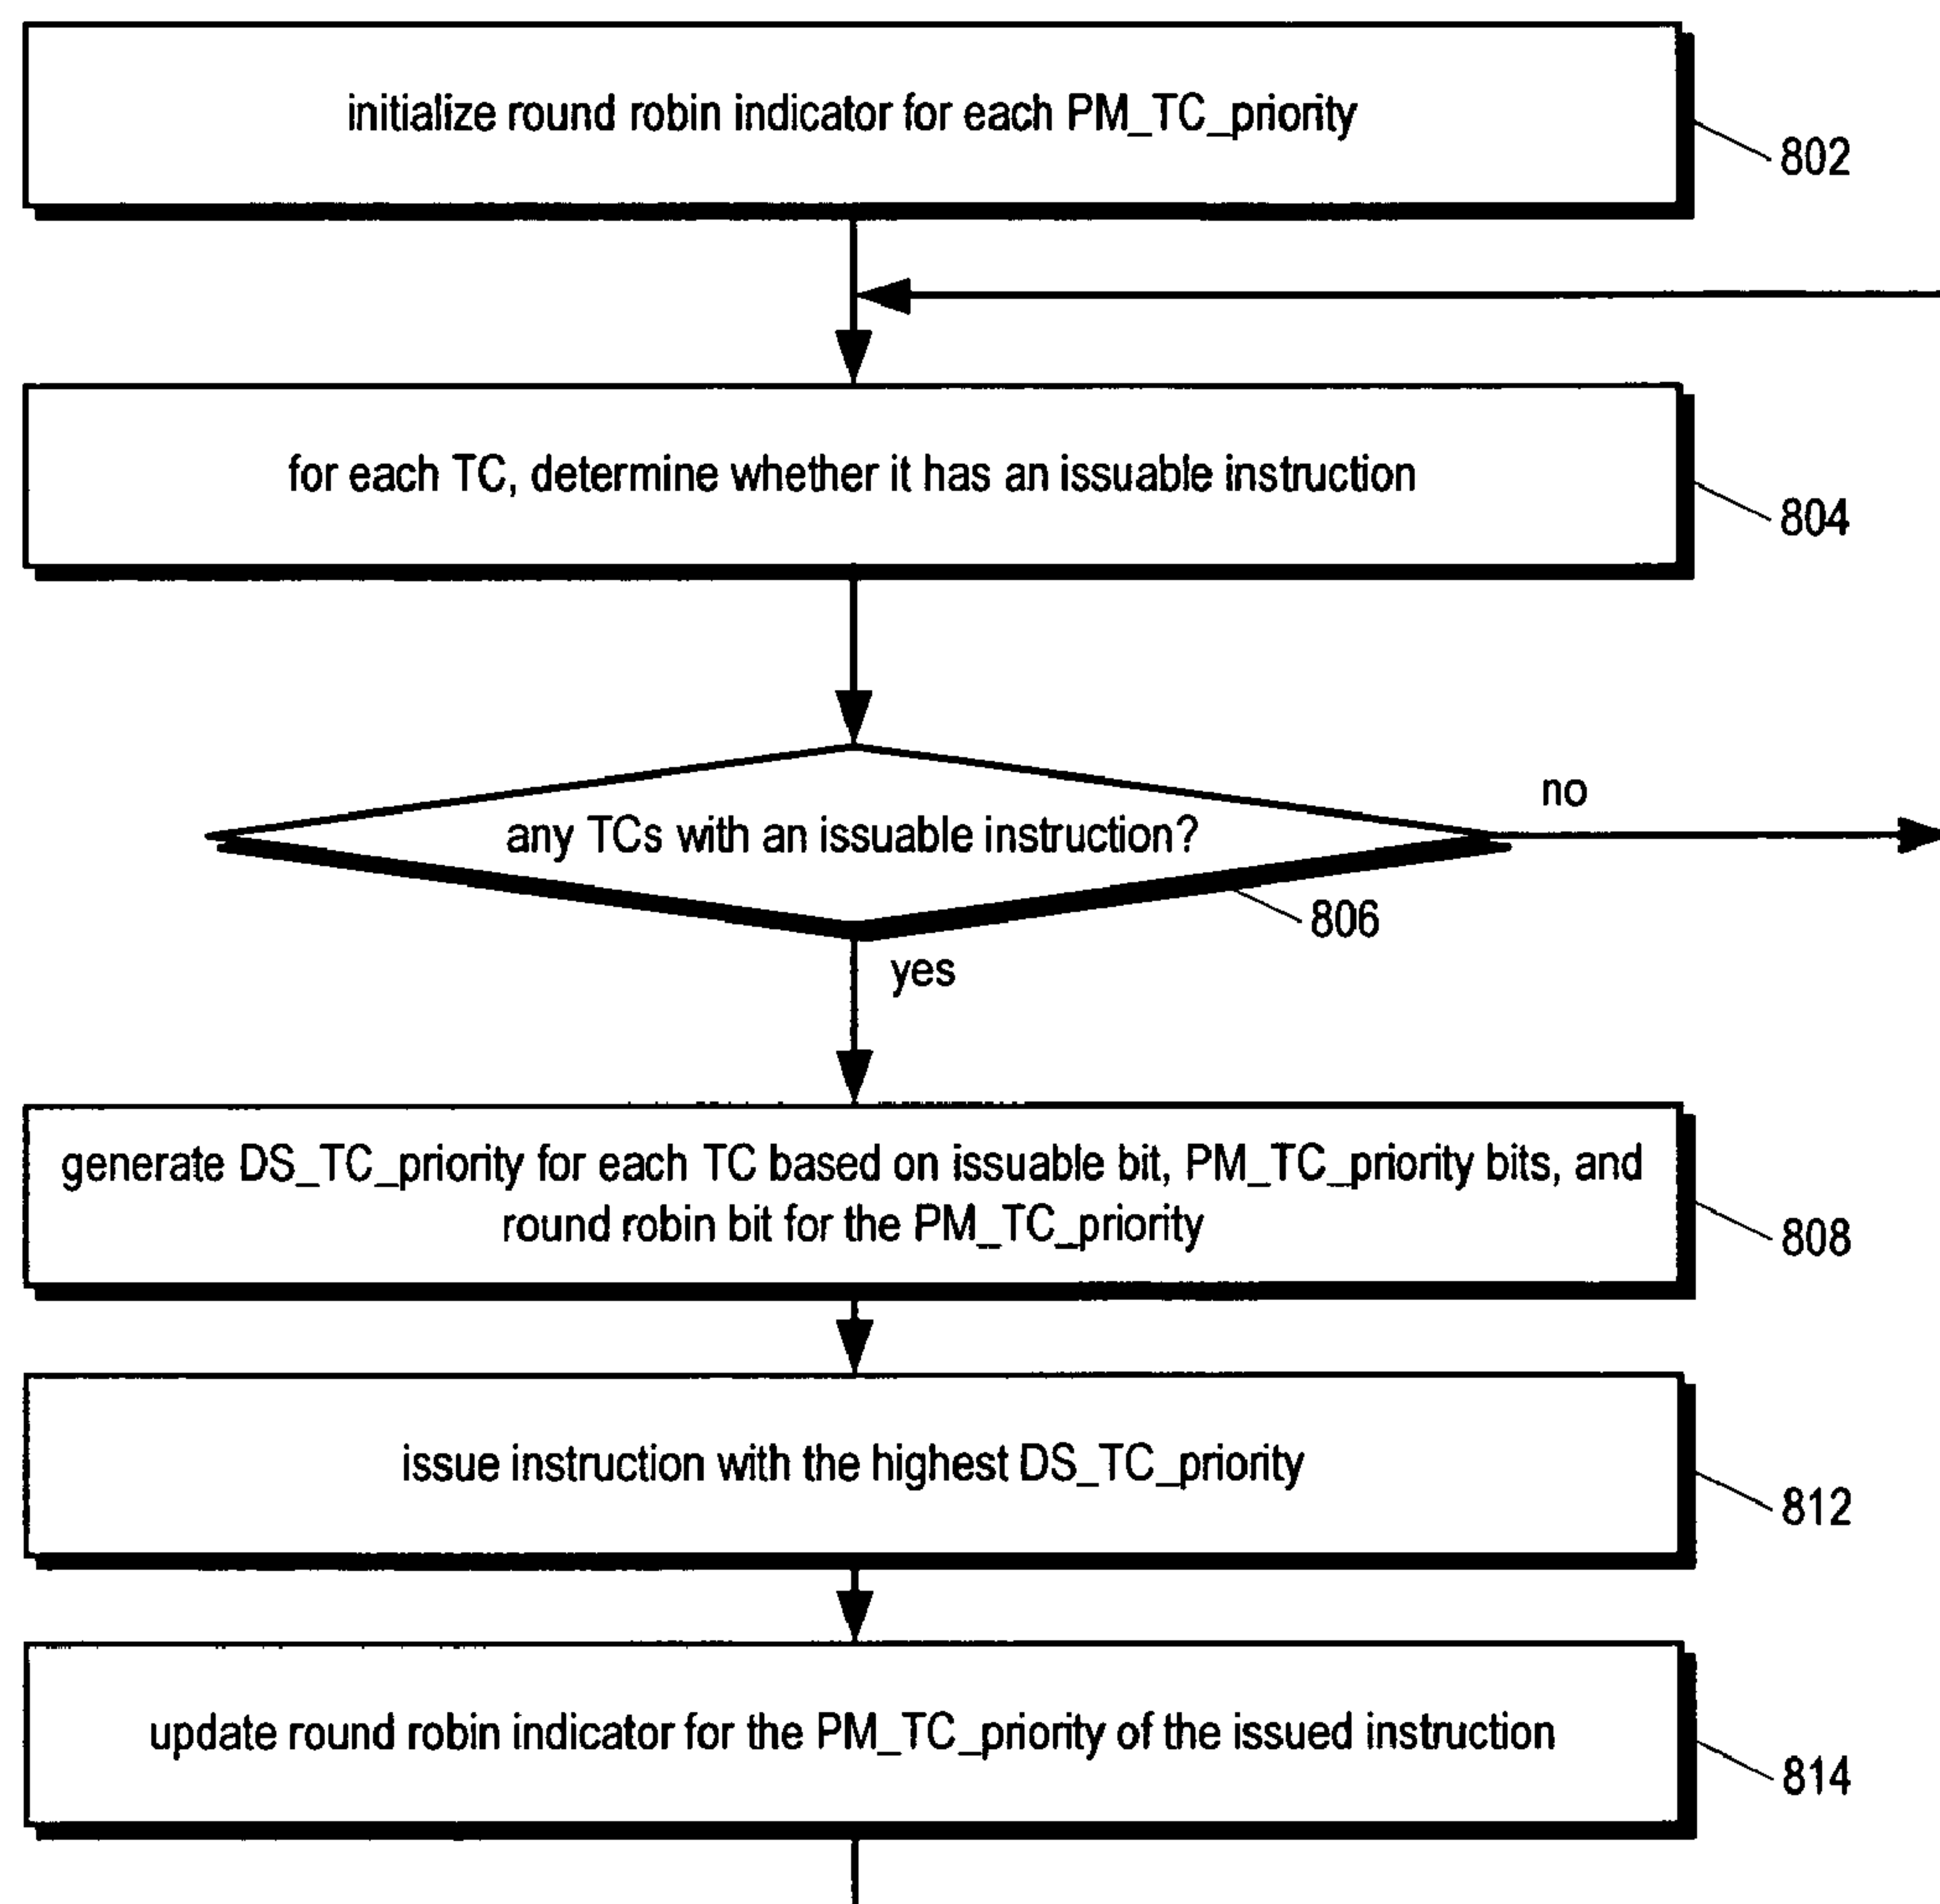 initialize round robin indicator for each PM_TC_priority
802
for each TC, determine whether it has an issuable instruction
804
no
any TCs with an issuable instruction?
806
yes
generate DS_TC_priority for each TC based on issuable bit, PM_TC_priority bits, and
round robin bit for the PM_TC_priority
808
issue instruction with the highest DS_TC_priority
812
update round robin indicator for the PM_TC_priority of the issued instruction
814